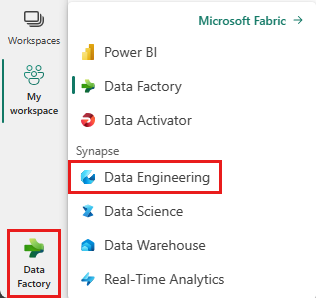 Workspaces
My
workspace
Data
Factory
Microsoft Fabric →
Power BI
Data Factory
Data Activator
Synapse
Data Engineering
Data Science
Data Warehouse
Real-Time Analytics